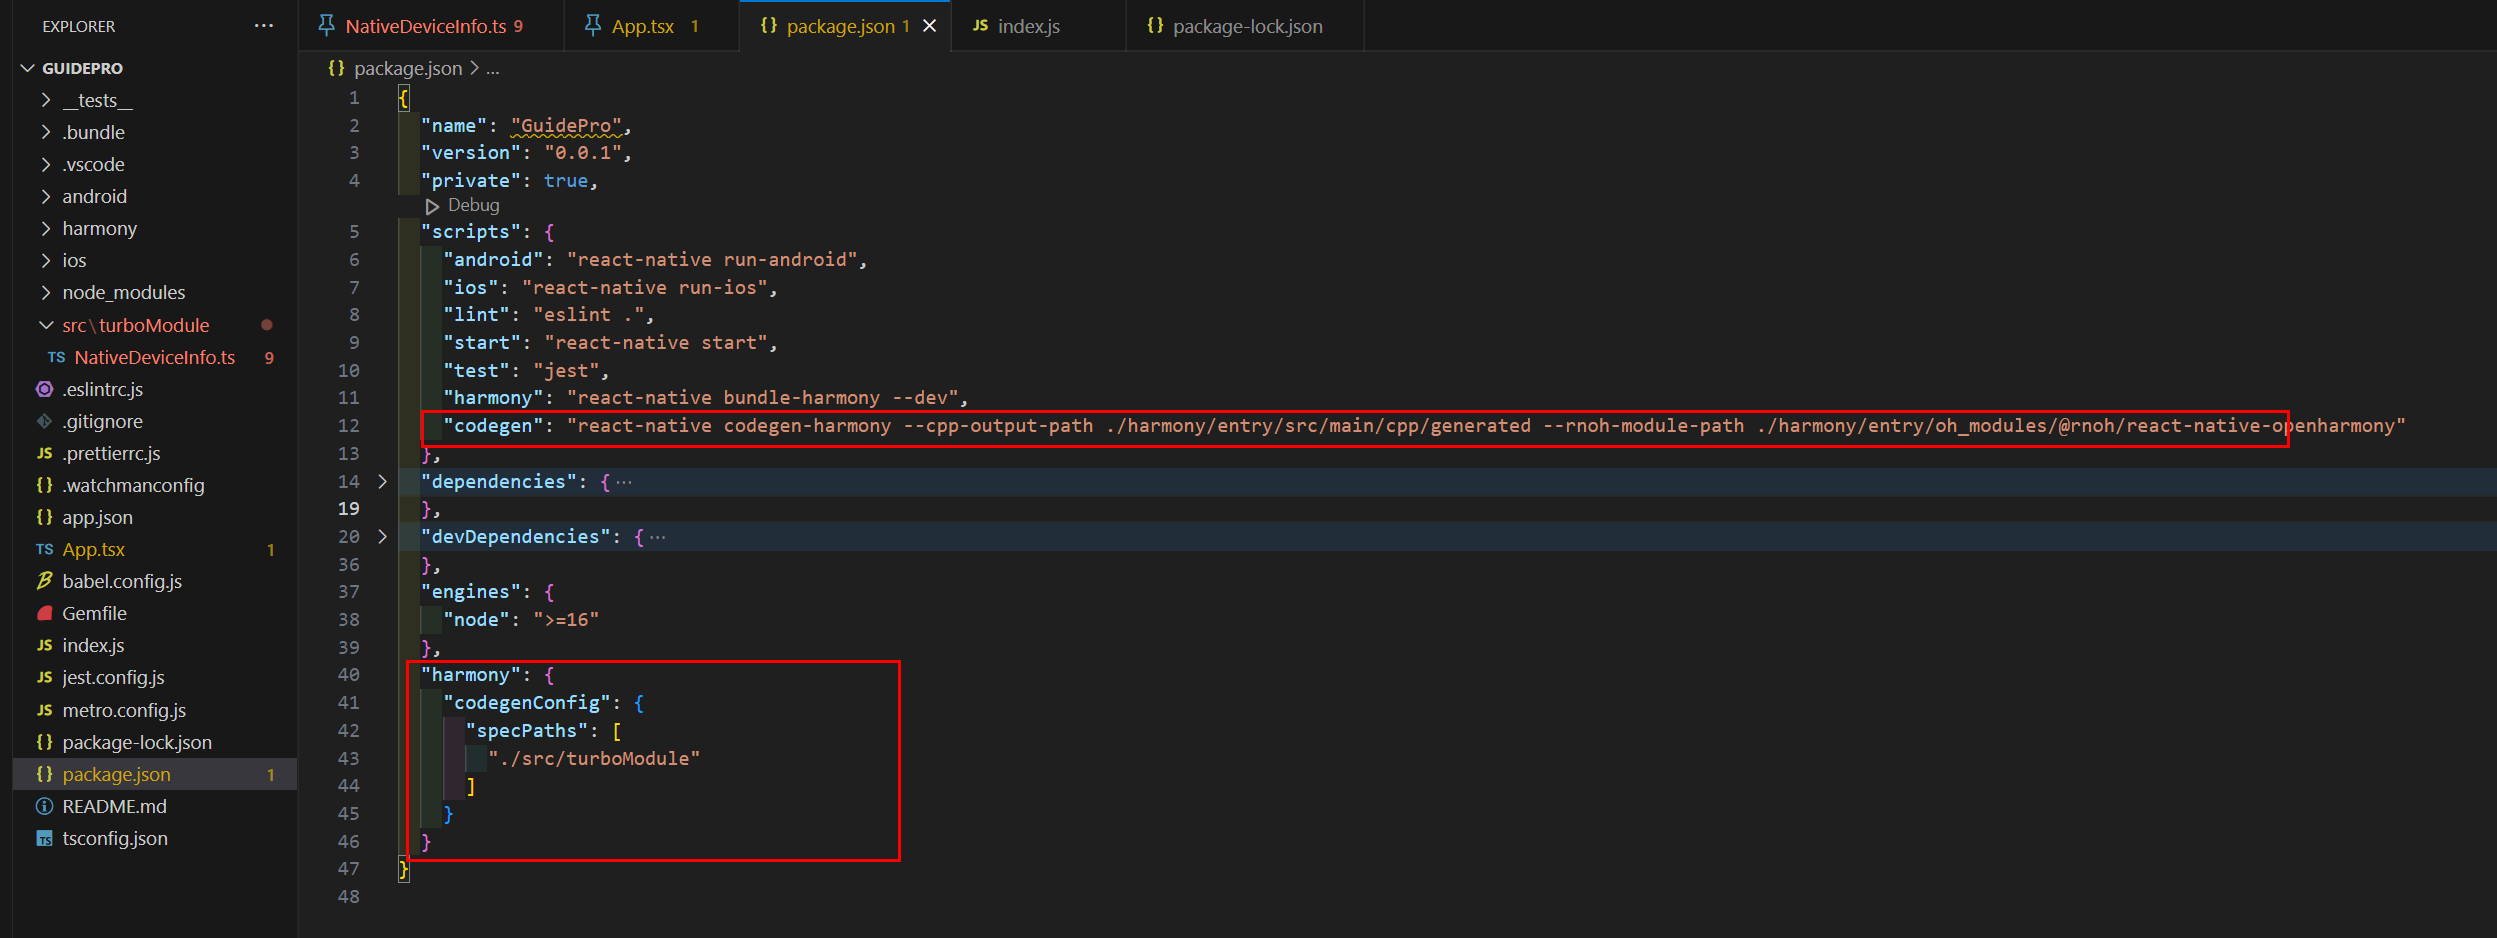 EXPLORER ...
GUIDEPRO
__tests__
.bundle
.vscode
android
harmony
ios
node_modules
src\turboModule
TS NativeDeviceInfo.ts 9
.eslintrc.js
.gitignore
JS .prettierrc.js
{} .watchmanconfig
{} app.json
TS App.tsx 1
babel.config.js
Gemfile
JS index.js
JS jest.config.js
JS metro.config.js
{} package-lock.json
{} package.json 1
README.md
TS tsconfig.json
NativeDeviceInfo.ts 9 App.tsx 1 {} package.json 1 JS index.js {} package-lock.json
{} package.json > ...
1 {
2 "name": "GuidePro",
3 "version": "0.0.1",
4 "private": true,
Debug
5 "scripts": {
6 "android": "react-native run-android",
7 "ios": "react-native run-ios",
8 "lint": "eslint .",
9 "start": "react-native start",
10 "test": "jest",
11 "harmony": "react-native bundle-harmony --dev",
12 "codegen": "react-native codegen-harmony --cpp-output-path ./harmony/entry/src/main/cpp/generated --rnoh-module-path ./harmony/entry/oh_modules/@rnoh/react-native-openharmony"
13 },
14 "dependencies": { ...
19 },
20 "devDependencies": { ...
36 },
37 "engines": {
38 "node": ">=16"
39 },
40 "harmony": {
41 "codegenConfig": {
42 "specPaths": [
43 "./src/turboModule"
44 ]
45 }
46 }
47 }
48